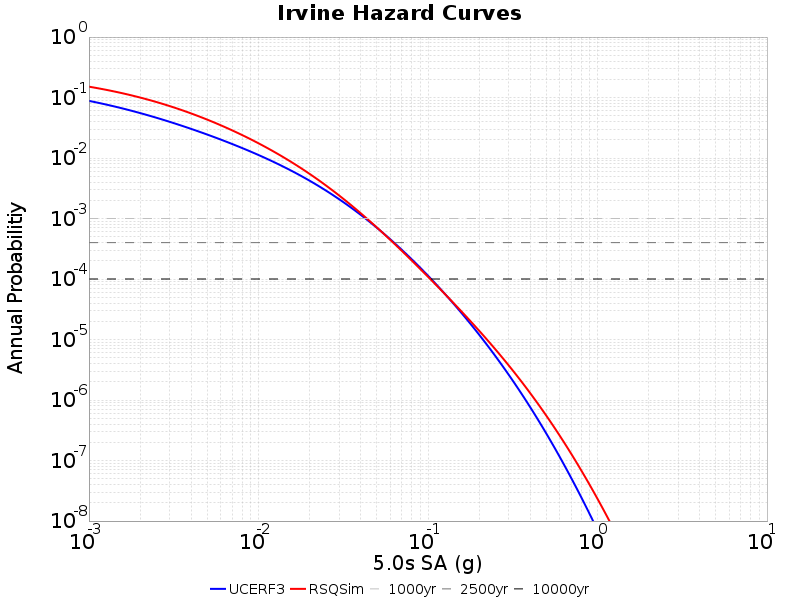 Irvine Hazard Curves
10^0
10^-1
10^-2
10^-3
10^-4
10^-5
10^-6
10^-7
10^-8
Annual Probabilitiy
10^-3 10^-2 10^-1 10^0 10^1
5.0s SA (g)
UCERF3 RSQSim 1000yr 2500yr 10000yr